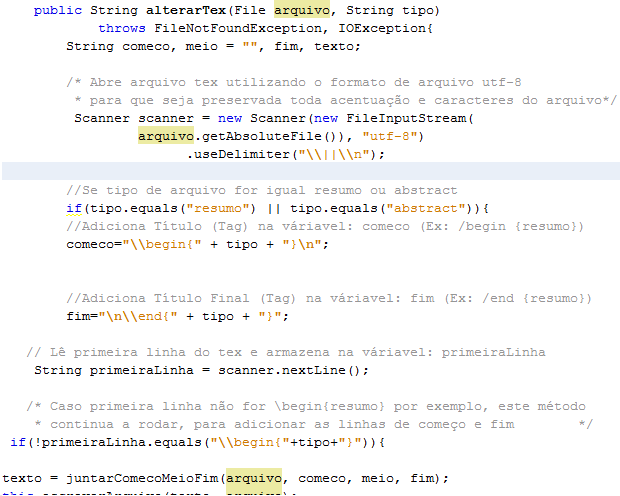 public String alterarTex(File arquivo, String tipo)
throws FileNotFoundException, IOException{
String comeco, meio = "", fim, texto;
/* Abre arquivo tex utilizando o formato de arquivo utf-8
* para que seja preservada toda acentuação e caracteres do arquivo*/
Scanner scanner = new Scanner(new FileInputStream(
arquivo.getAbsoluteFile()), "utf-8")
.useDelimiter("\\||\\n");
//Se tipo de arquivo for igual resumo ou abstract
if(tipo.equals("resumo") || tipo.equals("abstract")){
//Adiciona Título (Tag) na váriavel: comeco (Ex: /begin {resumo})
comeco="\\begin{" + tipo + "}\n";
//Adiciona Título Final (Tag) na váriavel: fim (Ex: /end {resumo})
fim="\n\\end{" + tipo + "}";
// Lê primeira linha do tex e armazena na váriavel: primeiraLinha
String primeiraLinha = scanner.nextLine();
/* Caso primeira linha não for \begin{resumo} por exemplo, este método
* continua a rodar, para adicionar as linhas de começo e fim */
if(!primeiraLinha.equals("\\begin{"+tipo+"}")){
texto = juntarComecoMeioFim(arquivo, comeco, meio, fim);